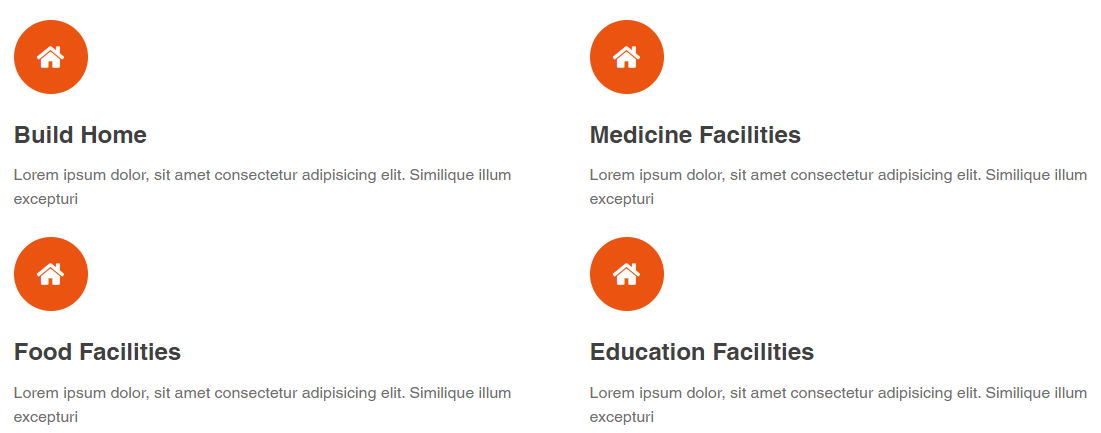 Build Home
Lorem ipsum dolor, sit amet consectetur adipisicing elit. Similique illum
excepturi
Medicine Facilities
Lorem ipsum dolor, sit amet consectetur adipisicing elit. Similique illum
excepturi
Food Facilities
Lorem ipsum dolor, sit amet consectetur adipisicing elit. Similique illum
excepturi
Education Facilities
Lorem ipsum dolor, sit amet consectetur adipisicing elit. Similique illum
excepturi